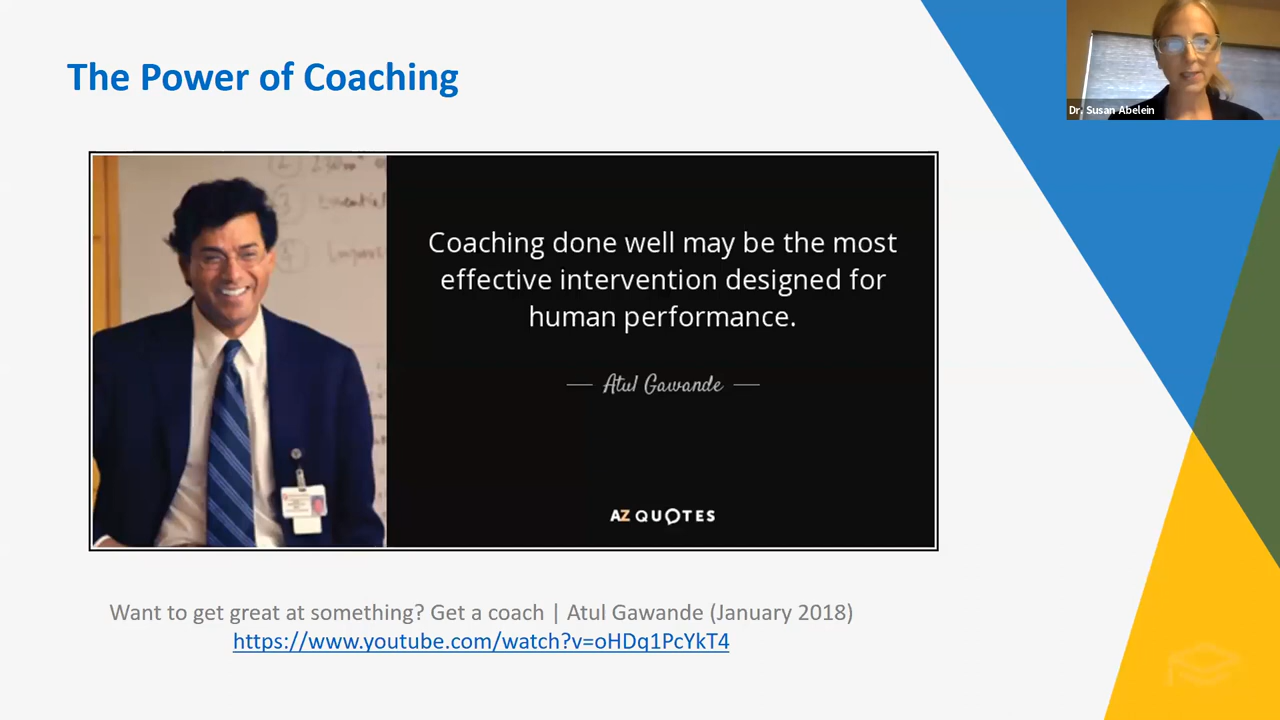 The Power of Coaching
Dr. Susan Abelein
Coaching done well may be the most
effective intervention designed for
human performance.
Atul Gawande
AZ QUOTES
Want to get great at something? Get a coach | Atul Gawande (January 2018)
https://www.youtube.com/watch?v=oHDq1PcYkT4